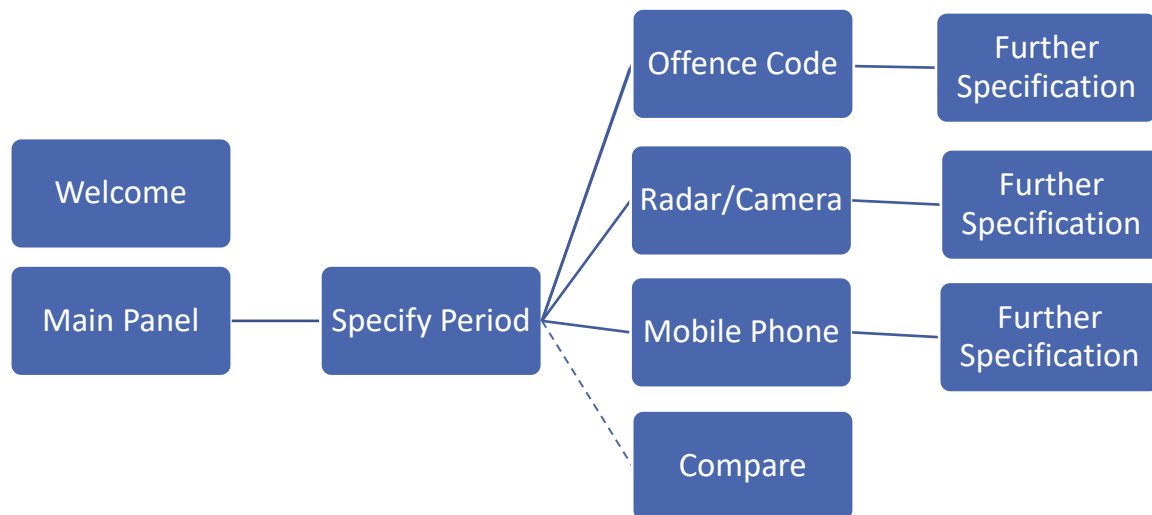 Welcome
Main Panel
Specify Period
Offence Code
Radar/Camera
Mobile Phone
Compare
Further
Specification
Further
Specification
Further
Specification